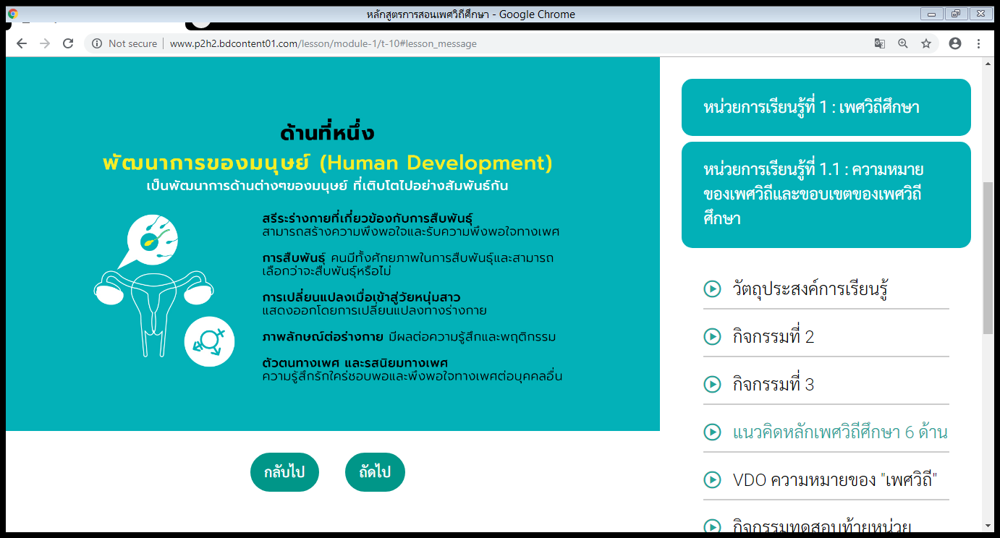 หลักสูตรการสอนเพศวิถีศึกษา - Google Chrome
Not secure | www.p2h2.bdcontent01.com/lesson/module-1/t-10#lesson_message
ด้านที่หนึ่ง
พัฒนาการของมนุษย์ (Human Development)
เป็นพัฒนาการด้านต่างๆของมนุษย์ ที่เติบโตไปอย่างสัมพันธ์กัน
สรีระร่างกายที่เกี่ยวข้องกับการสืบพันธุ์
สามารถสร้างความพึงพอใจและรับความพึงพอใจทางเพศ
การสืบพันธุ์ คนมีทั้งศักยภาพในการสืบพันธุ์และสามารถ
เลือกว่าจะสืบพันธุ์หรือไม่
การเปลี่ยนแปลงเมื่อเข้าสู่วัยหนุ่มสาว
แสดงออกโดยการเปลี่ยนแปลงทางร่างกาย
ภาพลักษณ์ต่อร่างกาย มีผลต่อความรู้สึกและพฤติกรรม
ตัวตนทางเพศ และรสนิยมทางเพศ
ความรู้สึกรักใคร่ชอบพอและพึงพอใจทางเพศต่อบุคคลอื่น
กลับไป
ถัดไป
หน่วยการเรียนรู้ที่ 1 : เพศวิถีศึกษา
หน่วยการเรียนรู้ที่ 1.1 : ความหมาย
ของเพศวิถีและขอบเขตของเพศวิถี
ศึกษา
วัตถุประสงค์การเรียนรู้
กิจกรรมที่ 2
กิจกรรมที่ 3
แนวคิดหลักเพศวิถีศึกษา 6 ด้าน
VDO ความหมายของ "เพศวิถี"
กิจกรรมทดสอบท้ายหน่วย